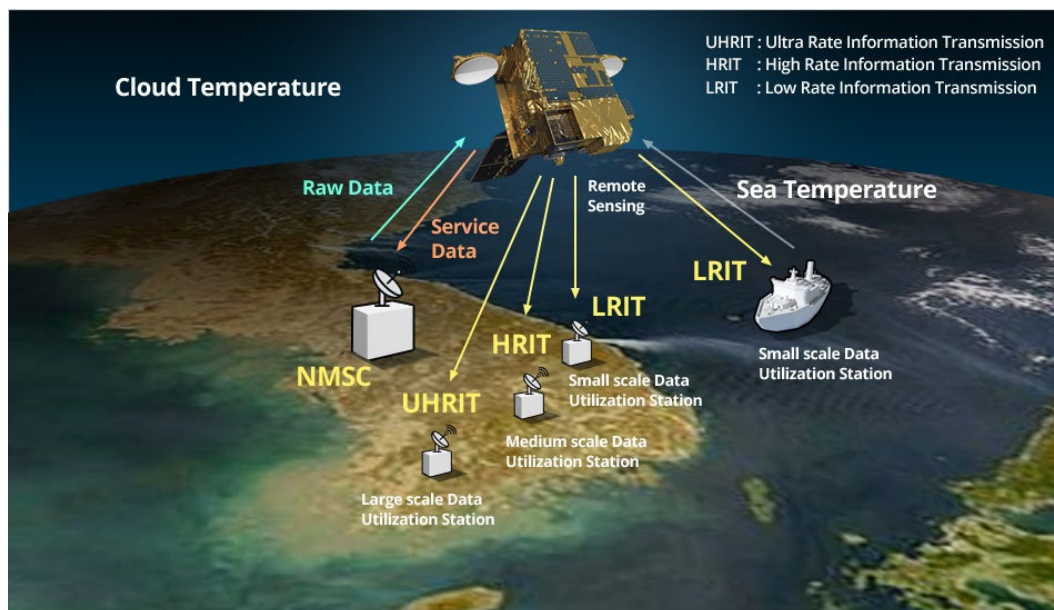 UHRIT : Ultra Rate Information Transmission
HRIT : High Rate Information Transmission
LRIT : Low Rate Information Transmission
Cloud Temperature
Raw Data
Service
Data
Remote
Sensing
Sea Temperature
LRIT
LRIT
HRIT
NMSC
UHRIT
Small scale Data
Utilization Station
Small scale Data
Utilization Station
Medium scale Data
Utilization Station
Large scale Data
Utilization Station